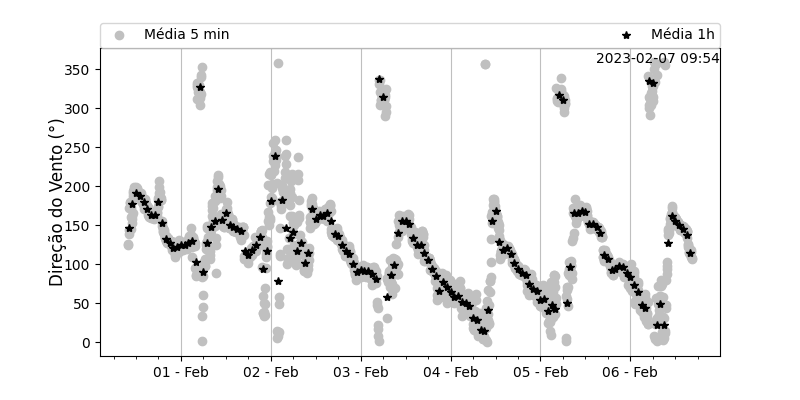 Média 5 min
Média 1h
2023-02-07 09:54
Direção do Vento (°)
350
300
250
200
150
100
50
0
01 - Feb
02 - Feb
03 - Feb
04 - Feb
05 - Feb
06 - Feb